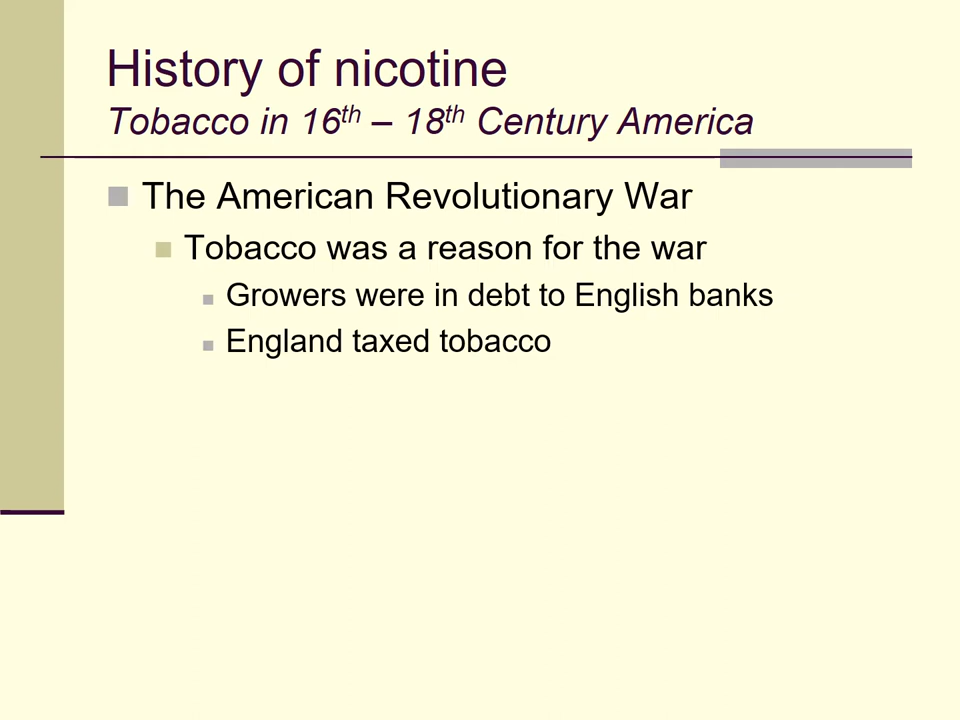 History of nicotine
Tobacco in 16th – 18th Century America
The American Revolutionary War
Tobacco was a reason for the war
Growers were in debt to English banks
England taxed tobacco